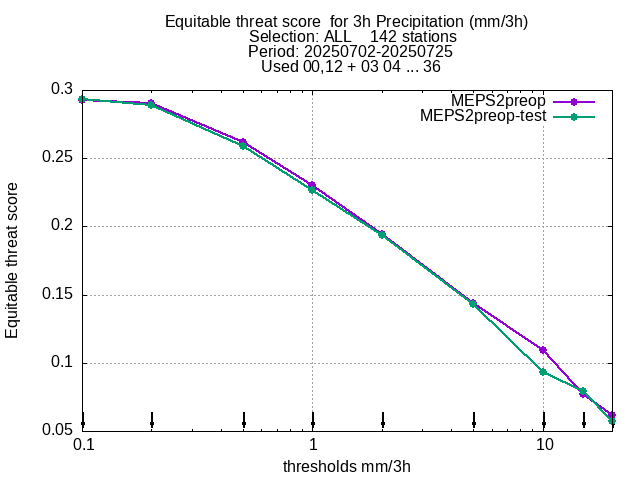 Equitable threat score  for 3h Precipitation (mm/3h)
Selection: ALL    142 stations
Period: 20250702-20250725
Used 00,12 + 03 04 ... 36
MEPS2preop
MEPS2preop-test
Equitable threat score
0.3
0.25
0.2
0.15
0.1
0.05
0.1 1 10
thresholds mm/3h